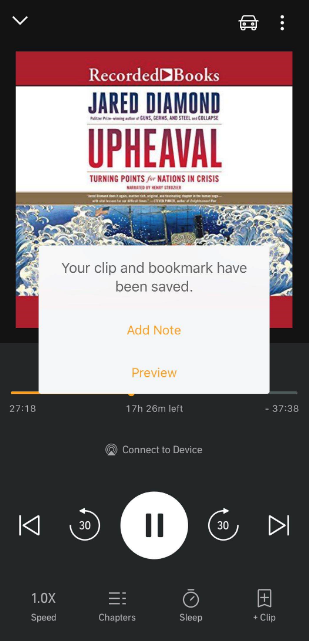 Recorded Books
JARED DIAMOND
Pulitzer Prize-winning author of GUNS, GERMS, AND STEEL and COLLAPSE
UPHEAVAL
TURNING POINTS for NATIONS IN CRISIS
NARRATED BY HENRY STROZIER
Your clip and bookmark have
been saved.
Add Note
Preview
27:18 17h 26m left - 37:38
Connect to Device
30 30
1.0X
Speed Chapters Sleep + Clip